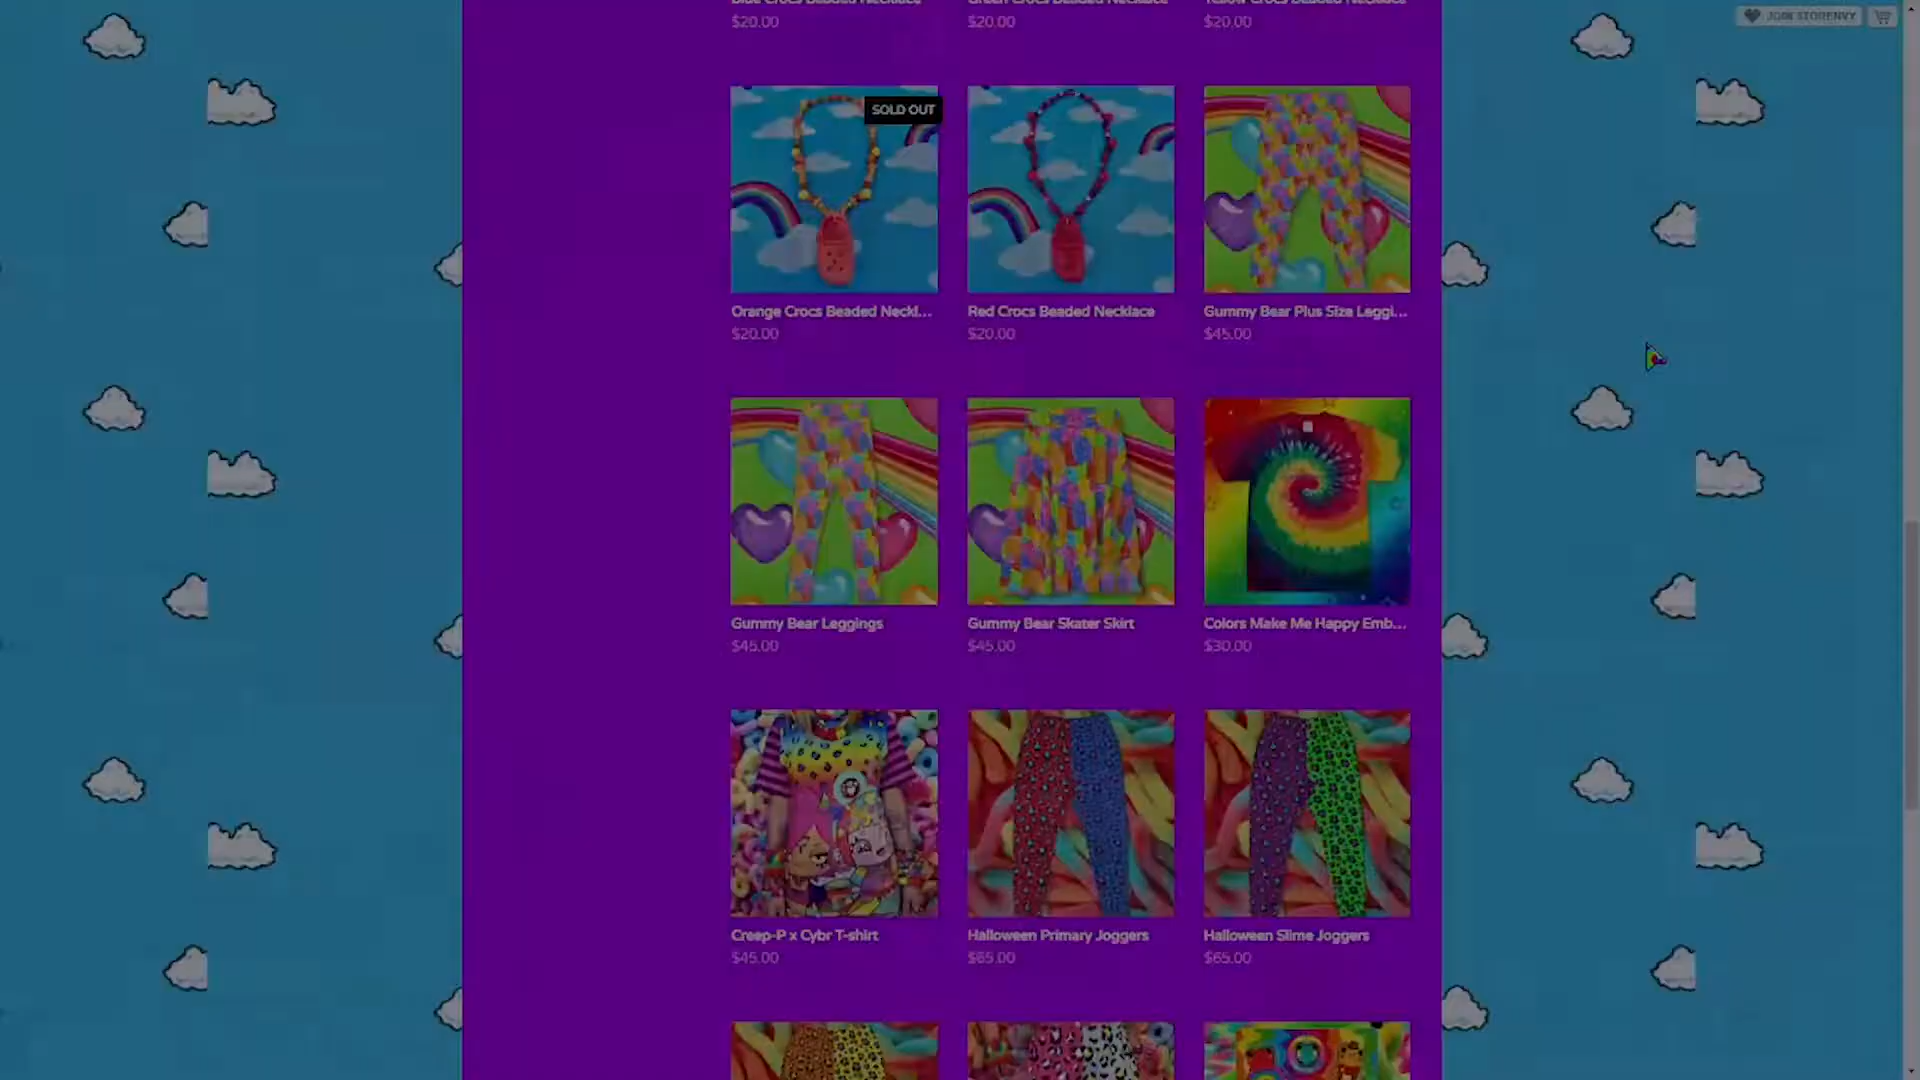 JOIN STORENVY
$20.00
$20.00
$20.00
SOLD OUT
Orange Crocs Beaded Neckl...
$20.00
Red Crocs Beaded Necklace
$20.00
Gummy Bear Plus Size Leggi...
$45.00
Gummy Bear Leggings
$45.00
Gummy Bear Skater Skirt
$45.00
Colors Make Me Happy Emb...
$30.00
Creep-P x Cybr T-shirt
$45.00
Halloween Primary Joggers
$65.00
Halloween Slime Joggers
$65.00